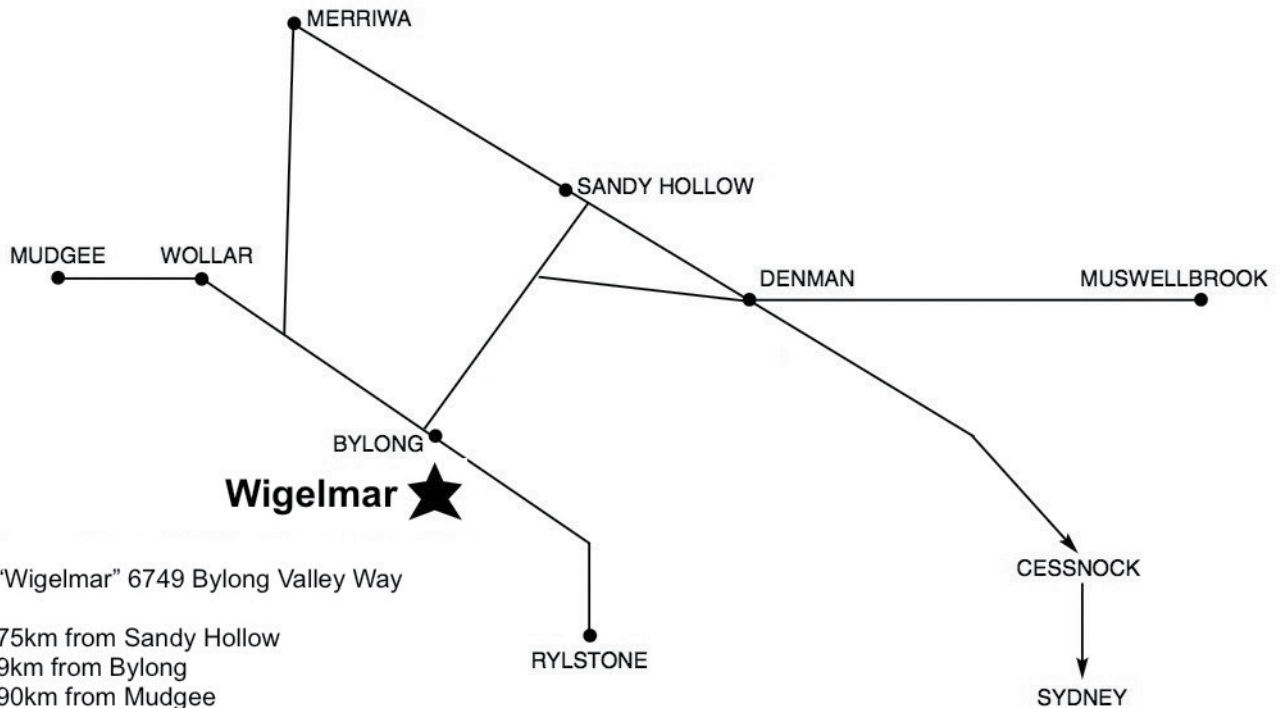 MERRIWA
SANDY HOLLOW
MUDGEE
WOLLAR
DENMAN
MUSWELLBROOK
BYLONG
Wigelmar
"Wigelmar" 6749 Bylong Valley Way
CESSNOCK
75km from Sandy Hollow
9km from Bylong
RYLSTONE
90km from Mudgee
SYDNEY